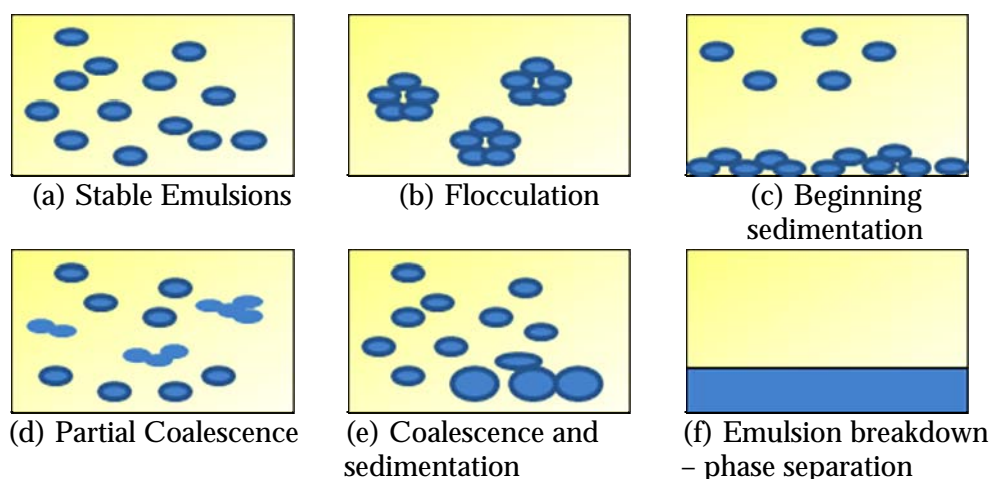 (a) Stable Emulsions
(b) Flocculation
(c) Beginning
sedimentation
(d) Partial Coalescence
(e) Coalescence and
sedimentation
(f) Emulsion breakdown
– phase separation